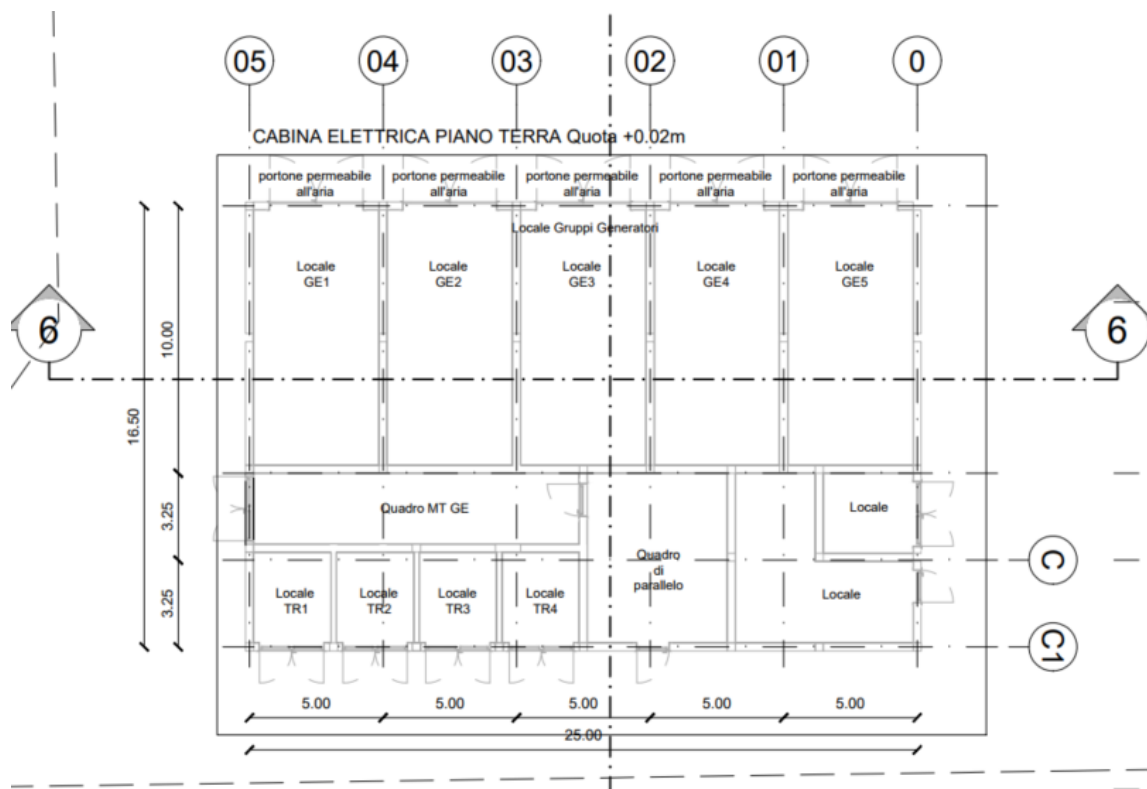 05
04
03
02
01
0
CABINA ELETTRICA PIANO TERRA Quota +0.02m
portone permeabile
all'aria
portone permeabile
all'aria
portone permeabile
all'aria
portone permeabile
all'aria
portone permeabile
all'aria
Locale Gruppi Generatori
Locale
GE1
Locale
GE2
Locale
GE3
Locale
GE4
Locale
GE5
6
6
10.00
16.50
3.25
3.25
Quadro MT GE
Locale
Quadro
di
parallelo
Locale
TR1
Locale
TR2
Locale
TR3
Locale
TR4
Locale
C
C1
5.00
5.00
5.00
5.00
5.00
25.00